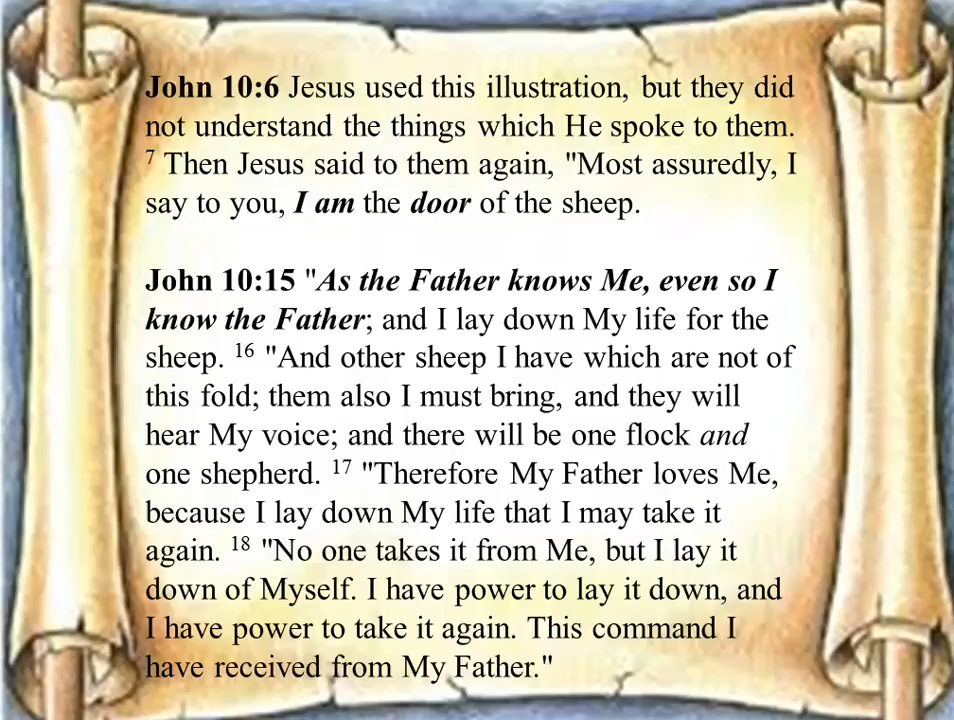 John 10:6 Jesus used this illustration, but they did
not understand the things which He spoke to them.
7 Then Jesus said to them again, "Most assuredly, I
say to you, I am the door of the sheep.
John 10:15 "As the Father knows Me, even so I
know the Father; and I lay down My life for the
sheep. 16 "And other sheep I have which are not of
this fold; them also I must bring, and they will
hear My voice; and there will be one flock and
one shepherd. 17 "Therefore My Father loves Me,
because I lay down My life that I may take it
again. 18 "No one takes it from Me, but I lay it
down of Myself. I have power to lay it down, and
I have power to take it again. This command I
have received from My Father."